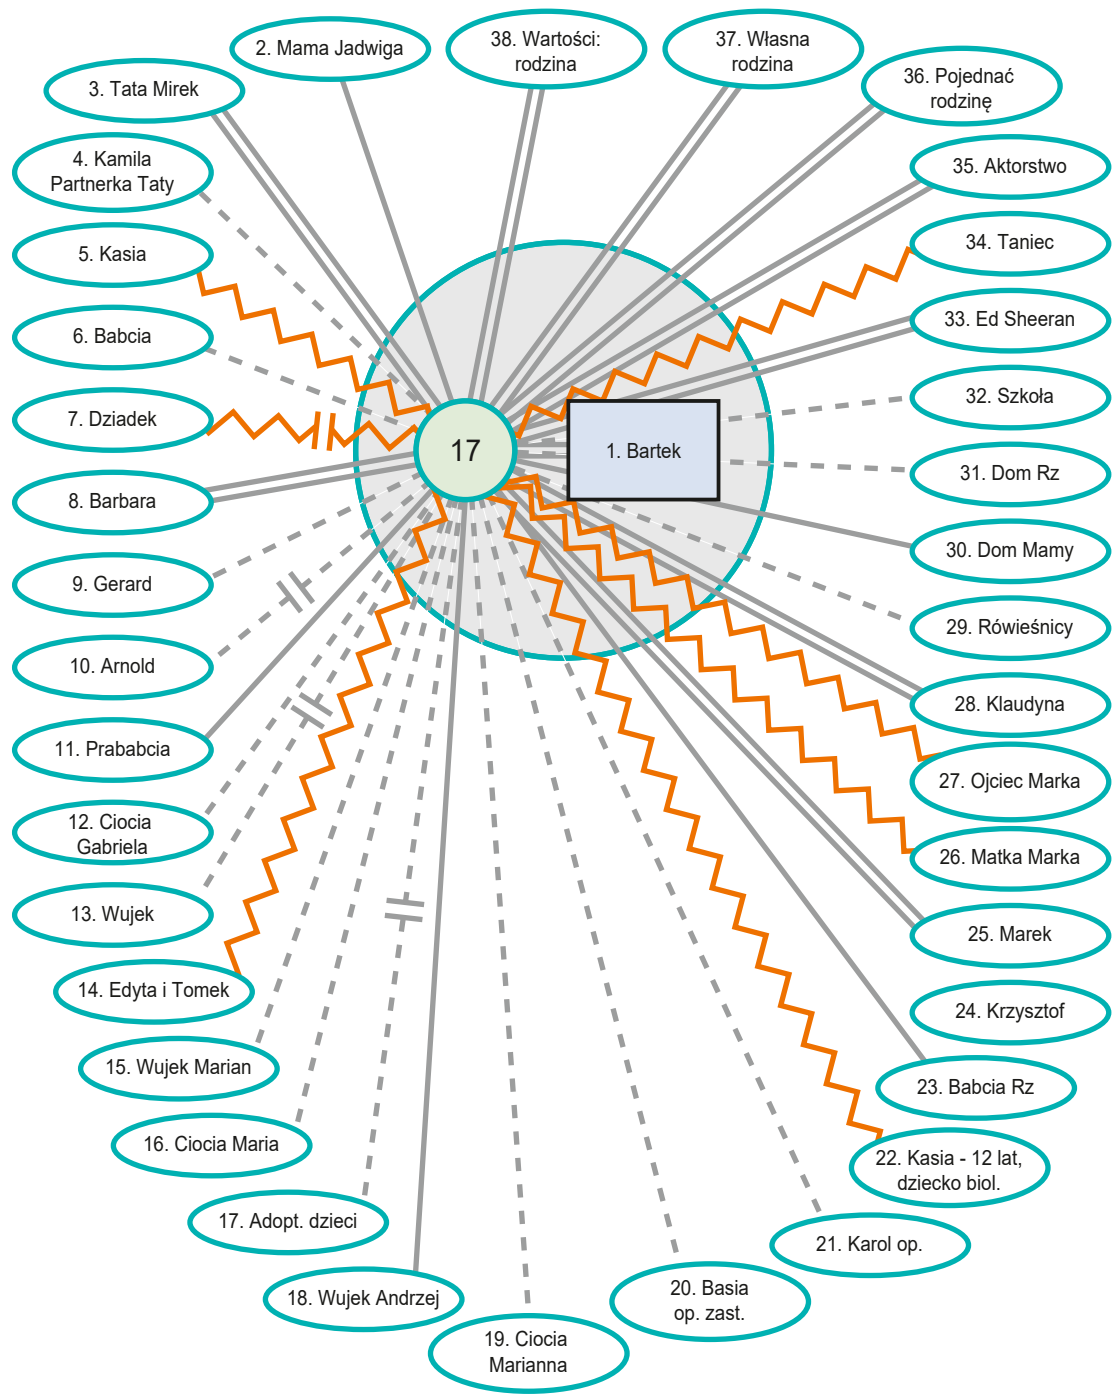 2. Mama Jadwiga
38. Wartości:
rodzina
37. Własna
rodzina
3. Tata Mirek
36. Pojednać
rodzinę
4. Kamila
Partnerka Taty
35. Aktorstwo
5. Kasia
34. Taniec
6. Babcia
33. Ed Sheeran
7. Dziadek
32. Szkoła
17
1. Bartek
8. Barbara
31. Dom Rz
9. Gerard
30. Dom Mamy
10. Arnold
29. Rówieśnicy
11. Prababcia
28. Klaudyna
12. Ciocia
Gabriela
27. Ojciec Marka
13. Wujek
26. Matka Marka
14. Edyta i Tomek
25. Marek
15. Wujek Marian
24. Krzysztof
16. Ciocia Maria
23. Babcia Rz
17. Adopt. dzieci
22. Kasia - 12 lat,
dziecko biol.
18. Wujek Andrzej
21. Karol op.
19. Ciocia
Marianna
20. Basia
op. zast.